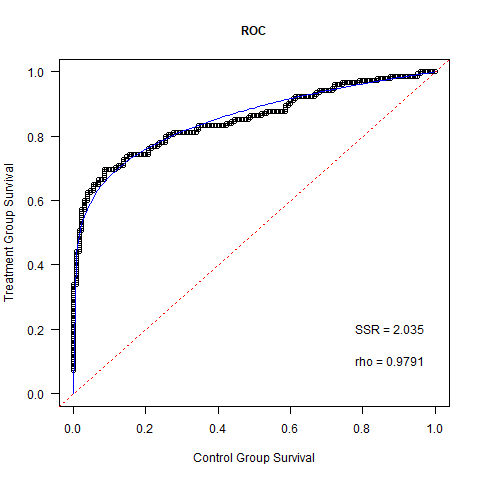 ROC
Treatment Group Survival
1.0
0.8
0.6
0.4
0.2
0.0
SSR = 2.035
rho = 0.9791
0.0 0.2 0.4 0.6 0.8 1.0
Control Group Survival